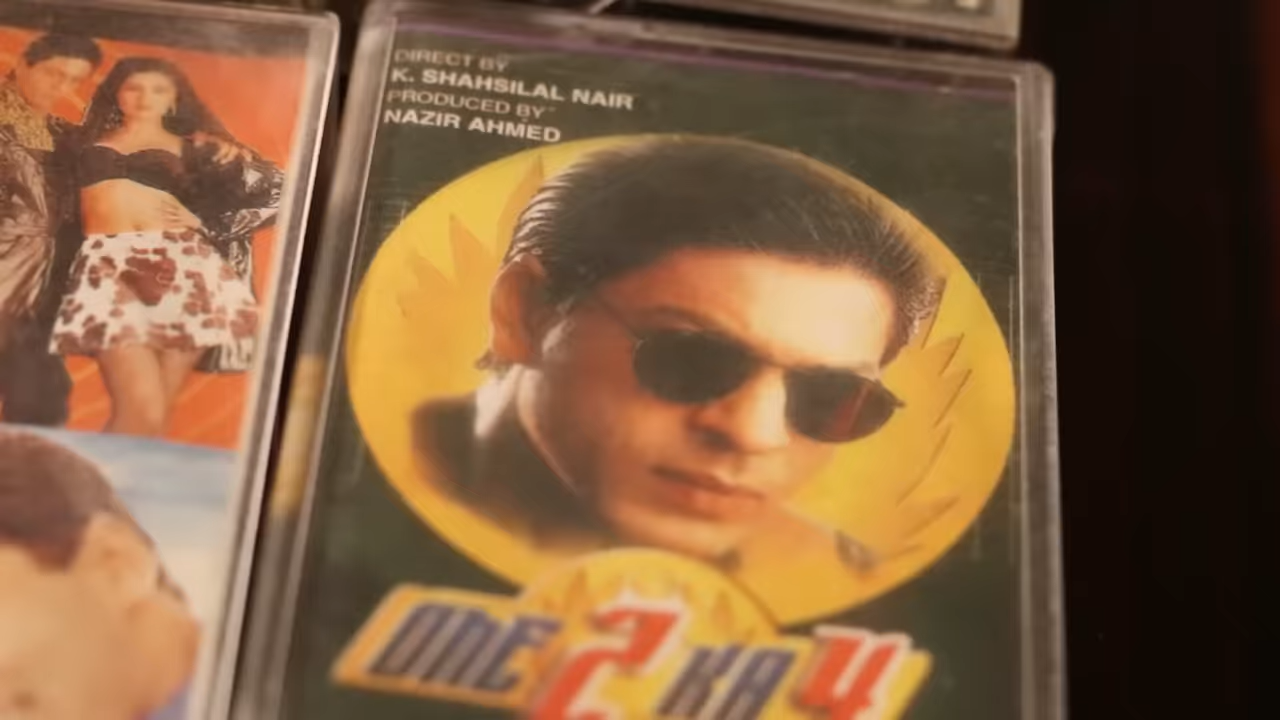 DIRECT BY
K. SHAHSILAL NAIR
PRODUCED BY
NAZIR AHMED
ONE 2 KA 4